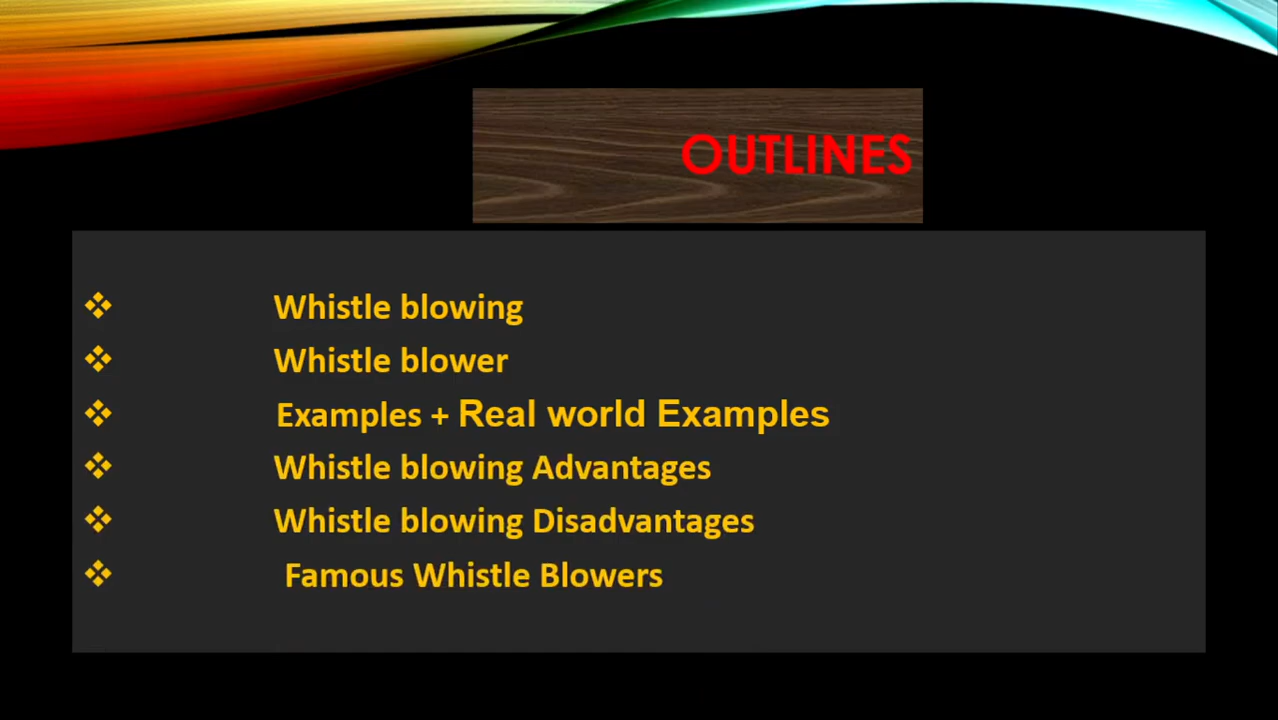 OUTLINES
❖ Whistle blowing
❖ Whistle blower
❖ Examples + Real world Examples
❖ Whistle blowing Advantages
❖ Whistle blowing Disadvantages
❖ Famous Whistle Blowers